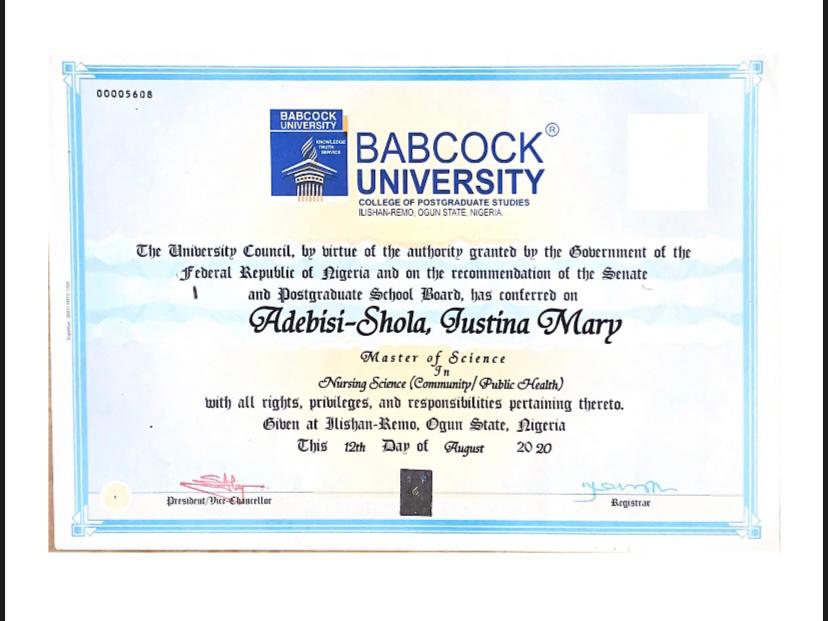 00005608
BABCOCK
UNIVERSITY
KNOWLEDGE
TRUTH
SERVICE
BABCOCK®
UNIVERSITY
COLLEGE OF POSTGRADUATE STUDIES
ILISHAN-REMO, OGUN STATE, NIGERIA.
The University Council, by virtue of the authority granted by the Government of the
Federal Republic of Nigeria and on the recommendation of the Senate
and Postgraduate School Board, has conferred on
Adebisi-Shola, Justina Mary
Master of Science
In
Nursing Science (Community/ Public Health)
with all rights, privileges, and responsibilities pertaining thereto.
Given at Ilishan-Remo, Ogun State, Nigeria
This 12th Day of August 2020
President/Vice-Chancellor
Registrar